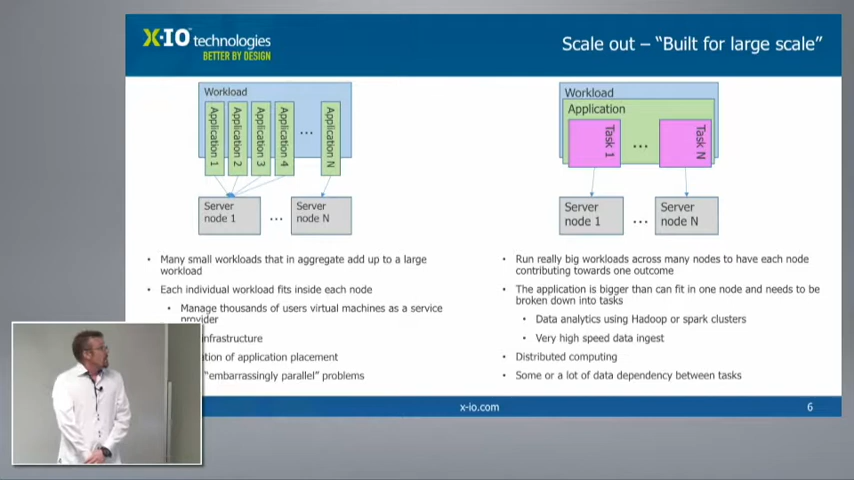 X-IO technologies
BETTER BY DESIGN
Scale out – “Built for large scale”
Workload
Application 1
Application 2
Application 3
Application 4
...
Application N
Server
node 1
...
Server
node N
Workload
Application
Task 1
...
Task N
Server
node 1
...
Server
node N
• Many small workloads that in aggregate add up to a large
workload
• Each individual workload fits inside each node
• Manage thousands of users virtual machines as a service
provider
infrastructure
tion of application placement
“embarrassingly parallel” problems
• Run really big workloads across many nodes to have each node
contributing towards one outcome
• The application is bigger than can fit in one node and needs to be
broken down into tasks
• Data analytics using Hadoop or spark clusters
• Very high speed data ingest
• Distributed computing
• Some or a lot of data dependency between tasks
x-io.com
6